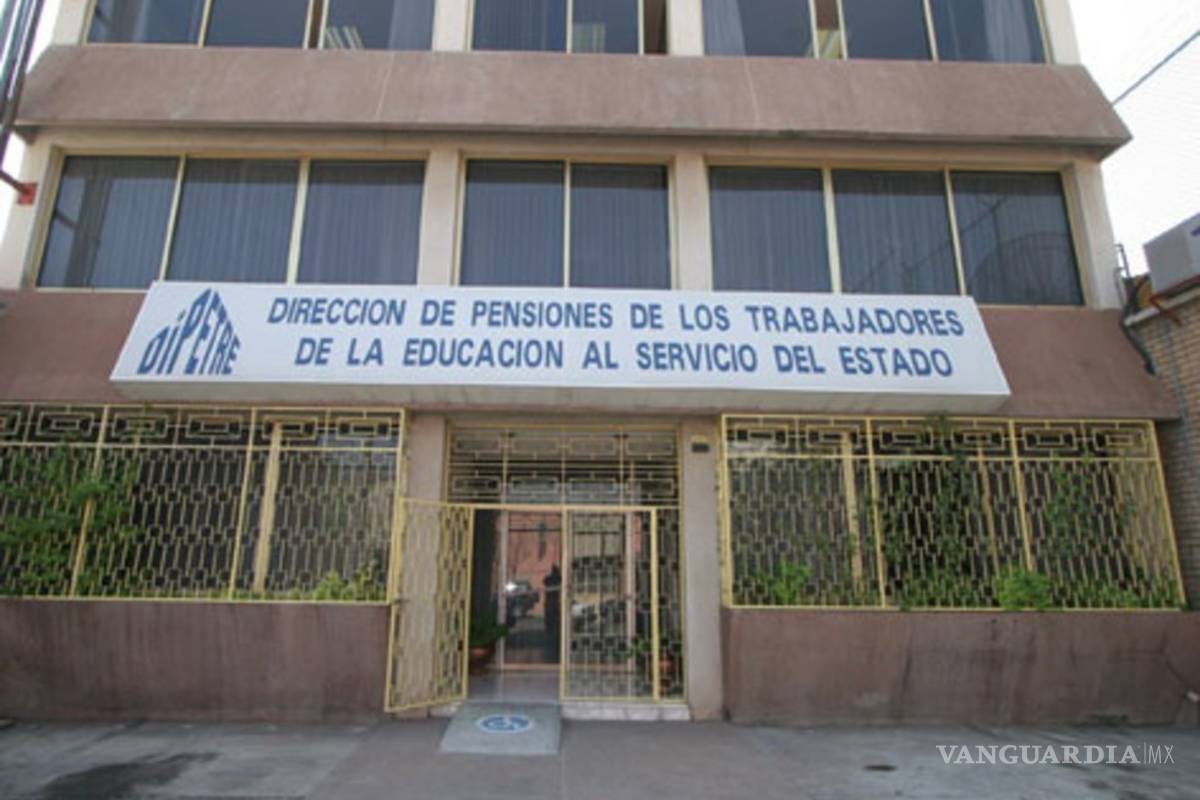 DiPETRE
DIRECCION DE PENSIONES DE LOS TRABAJADORES
DE LA EDUCACION AL SERVICIO DEL ESTADO
VANGUARDIA|MX